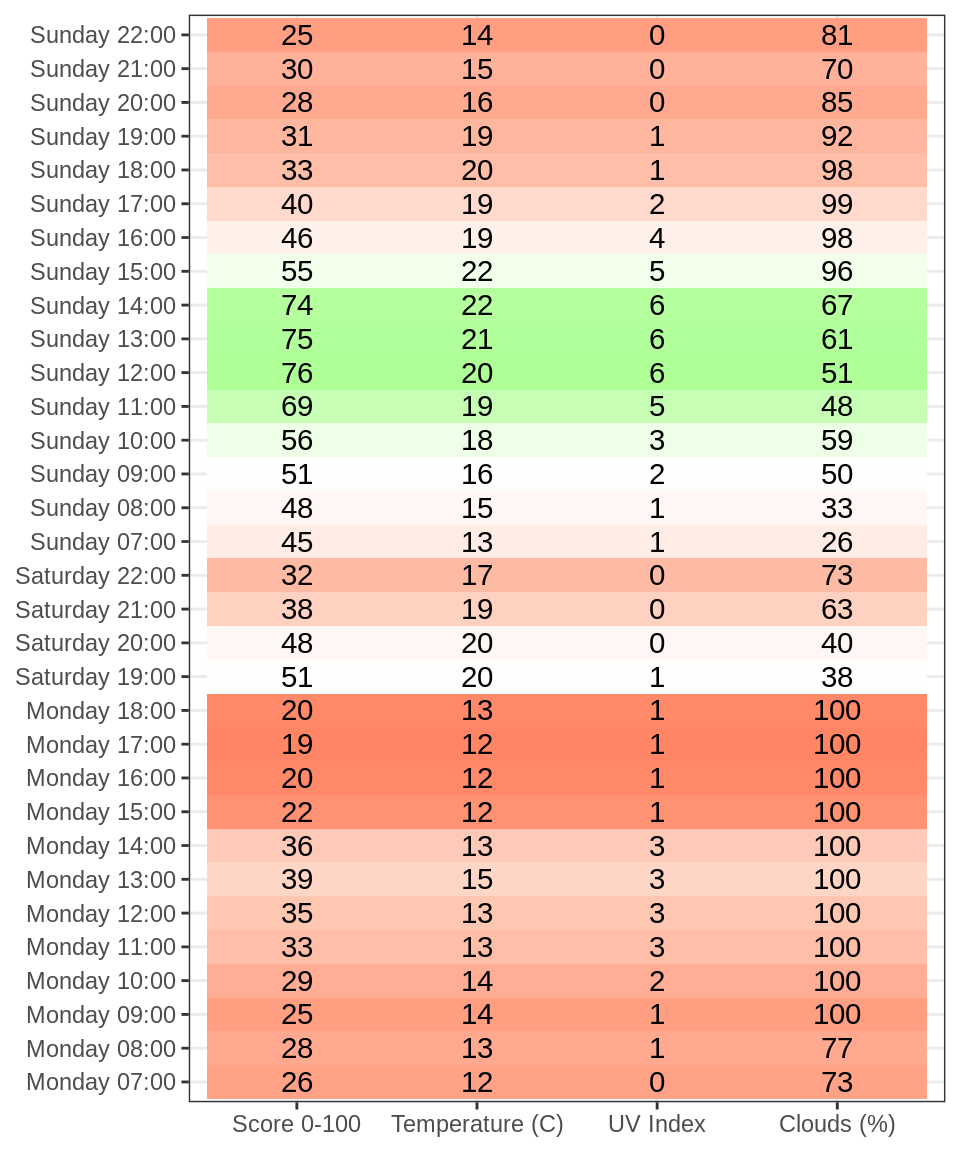 Sunday 22:00 25 14 0 81
Sunday 21:00 30 15 0 70
Sunday 20:00 28 16 0 85
Sunday 19:00 31 19 1 92
Sunday 18:00 33 20 1 98
Sunday 17:00 40 19 2 99
Sunday 16:00 46 19 4 98
Sunday 15:00 55 22 5 96
Sunday 14:00 74 22 6 67
Sunday 13:00 75 21 6 61
Sunday 12:00 76 20 6 51
Sunday 11:00 69 19 5 48
Sunday 10:00 56 18 3 59
Sunday 09:00 51 16 2 50
Sunday 08:00 48 15 1 33
Sunday 07:00 45 13 1 26
Saturday 22:00 32 17 0 73
Saturday 21:00 38 19 0 63
Saturday 20:00 48 20 0 40
Saturday 19:00 51 20 1 38
Monday 18:00 20 13 1 100
Monday 17:00 19 12 1 100
Monday 16:00 20 12 1 100
Monday 15:00 22 12 1 100
Monday 14:00 36 13 3 100
Monday 13:00 39 15 3 100
Monday 12:00 35 13 3 100
Monday 11:00 33 13 3 100
Monday 10:00 29 14 2 100
Monday 09:00 25 14 1 100
Monday 08:00 28 13 1 77
Monday 07:00 26 12 0 73
Score 0-100 Temperature (C) UV Index Clouds (%)